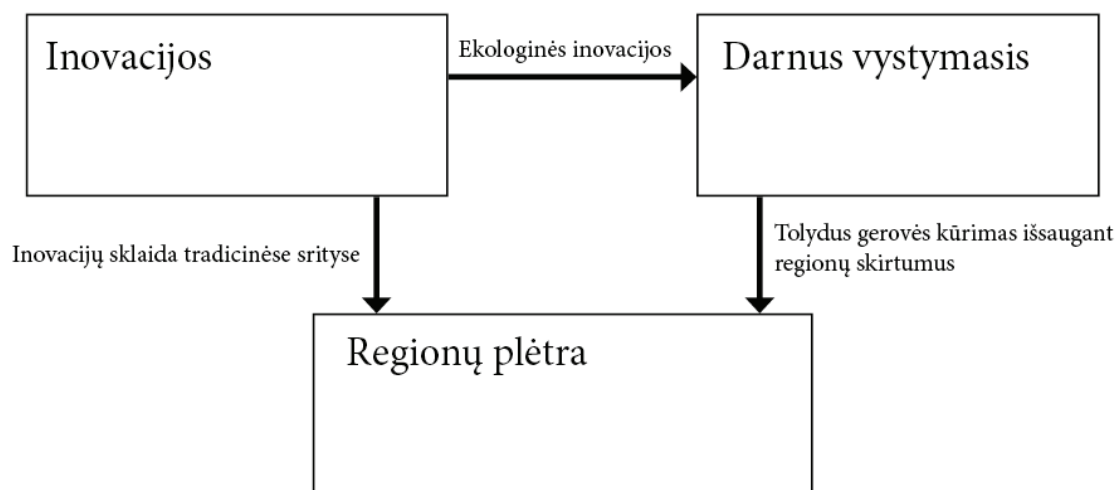 Inovacijos
Ekologinės inovacijos
Darnus vystymasis
Inovacijų sklaida tradicinėse srityse
Tolydus gerovės kūrimas išsaugant
regionų skirtumus
Regionų plėtra